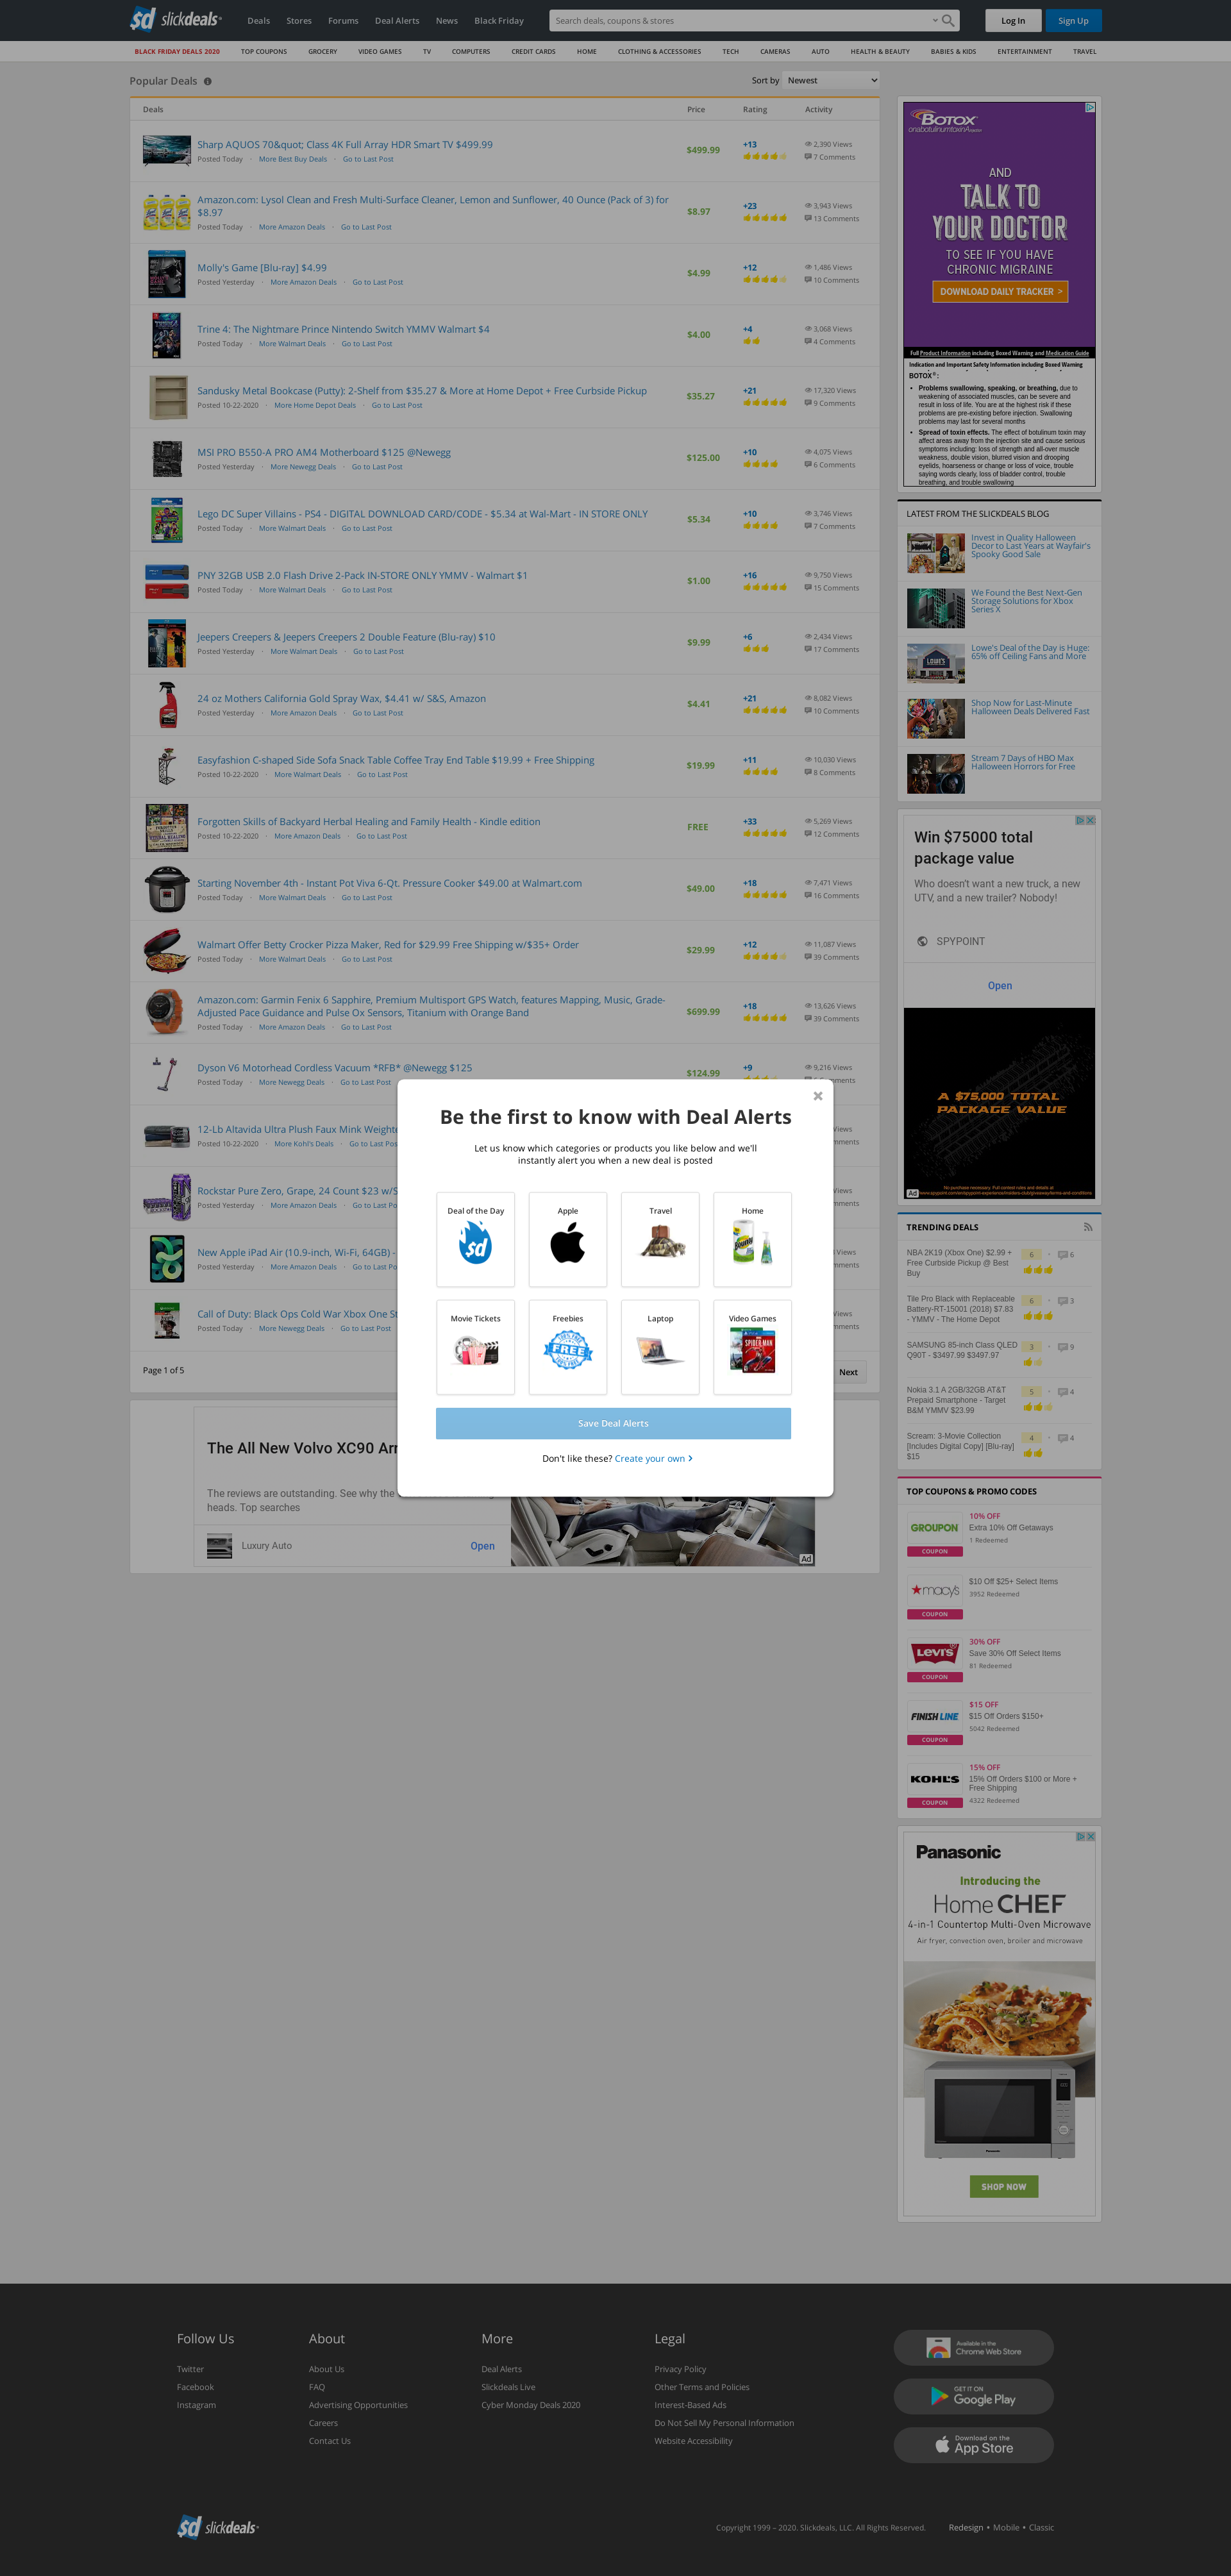 slickdeals
Deals
Stores
Forums
Deal Alerts
News
Black Friday
Search deals, coupons & stores
Log In
Sign Up
BLACK FRIDAY DEALS 2020
TOP COUPONS
GROCERY
VIDEO GAMES
TV
COMPUTERS
CREDIT CARDS
HOME
CLOTHING & ACCESSORIES
TECH
CAMERAS
AUTO
HEALTH & BEAUTY
BABIES & KIDS
ENTERTAINMENT
TRAVEL
Popular Deals
Sort by Newest
Deals Price Rating Activity
Sharp AQUOS 70&quot; Class 4K Full Array HDR Smart TV $499.99
Posted Today · More Best Buy Deals · Go to Last Post
$499.99
+13
2,390 Views
7 Comments
Amazon.com: Lysol Clean and Fresh Multi-Surface Cleaner, Lemon and Sunflower, 40 Ounce (Pack of 3) for
$8.97
Posted Today · More Amazon Deals · Go to Last Post
$8.97
+23
3,943 Views
13 Comments
Molly's Game [Blu-ray] $4.99
Posted Yesterday · More Amazon Deals · Go to Last Post
$4.99
+12
1,486 Views
10 Comments
Trine 4: The Nightmare Prince Nintendo Switch YMMV Walmart $4
Posted Today · More Walmart Deals · Go to Last Post
$4.00
+4
3,068 Views
4 Comments
Sandusky Metal Bookcase (Putty): 2-Shelf from $35.27 & More at Home Depot + Free Curbside Pickup
Posted 10-22-2020 · More Home Depot Deals · Go to Last Post
$35.27
+21
17,320 Views
9 Comments
MSI PRO B550-A PRO AM4 Motherboard $125 @Newegg
Posted Yesterday · More Newegg Deals · Go to Last Post
$125.00
+10
4,075 Views
6 Comments
Lego DC Super Villains - PS4 - DIGITAL DOWNLOAD CARD/CODE - $5.34 at Wal-Mart - IN STORE ONLY
Posted Today · More Walmart Deals · Go to Last Post
$5.34
+10
3,746 Views
7 Comments
PNY 32GB USB 2.0 Flash Drive 2-Pack IN-STORE ONLY YMMV - Walmart $1
Posted Today · More Walmart Deals · Go to Last Post
$1.00
+16
9,750 Views
15 Comments
Jeepers Creepers & Jeepers Creepers 2 Double Feature (Blu-ray) $10
Posted Yesterday · More Walmart Deals · Go to Last Post
$9.99
+6
2,434 Views
17 Comments
24 oz Mothers California Gold Spray Wax, $4.41 w/ S&S, Amazon
Posted Yesterday · More Amazon Deals · Go to Last Post
$4.41
+21
8,082 Views
10 Comments
Easyfashion C-shaped Side Sofa Snack Table Coffee Tray End Table $19.99 + Free Shipping
Posted 10-22-2020 · More Walmart Deals · Go to Last Post
$19.99
+11
10,030 Views
8 Comments
Forgotten Skills of Backyard Herbal Healing and Family Health - Kindle edition
Posted 10-22-2020 · More Amazon Deals · Go to Last Post
FREE
+33
5,269 Views
12 Comments
Starting November 4th - Instant Pot Viva 6-Qt. Pressure Cooker $49.00 at Walmart.com
Posted Today · More Walmart Deals · Go to Last Post
$49.00
+18
7,471 Views
16 Comments
Walmart Offer Betty Crocker Pizza Maker, Red for $29.99 Free Shipping w/$35+ Order
Posted Today · More Walmart Deals · Go to Last Post
$29.99
+12
11,087 Views
39 Comments
Amazon.com: Garmin Fenix 6 Sapphire, Premium Multisport GPS Watch, features Mapping, Music, Grade-
Adjusted Pace Guidance and Pulse Ox Sensors, Titanium with Orange Band
Posted Today · More Amazon Deals · Go to Last Post
$699.99
+18
13,626 Views
39 Comments
Dyson V6 Motorhead Cordless Vacuum *RFB* @Newegg $125
Posted Today · More Newegg Deals · Go to Last Post
$124.99
+9
9,216 Views
12-Lb Altavida Ultra Plush Faux Mink Weighte
Posted 10-22-2020 · More Kohl's Deals · Go to Last Pos
Views
Rockstar Pure Zero, Grape, 24 Count $23 w/S
Posted Yesterday · More Amazon Deals · Go to Last Po
Views
New Apple iPad Air (10.9-inch, Wi-Fi, 64GB) -
Posted Yesterday · More Amazon Deals · Go to Last Po
Views
Call of Duty: Black Ops Cold War Xbox One St
Posted Today · More Newegg Deals · Go to Last Post
Views
Page 1 of 5
Next
Be the first to know with Deal Alerts
Let us know which categories or products you like below and we'll
instantly alert you when a new deal is posted
Deal of the Day
Apple
Travel
Home
Movie Tickets
Freebies
FREE
Laptop
Video Games
Save Deal Alerts
Don't like these? Create your own
The All New Volvo XC90 Arr
The reviews are outstanding. See why the
heads. Top searches
Luxury Auto
Open
Ad
BOTOX
onabotulinumtoxinA
AND
TALK TO
YOUR DOCTOR
TO SEE IF YOU HAVE
CHRONIC MIGRAINE
DOWNLOAD DAILY TRACKER >
Full Product Information including Boxed Warning and Medication Guide
Indication and Important Safety Information including Boxed Warning
BOTOX®:
• Problems swallowing, speaking, or breathing, due to
weakening of associated muscles, can be severe and
result in loss of life. You are at the highest risk if these
problems are pre-existing before injection. Swallowing
problems may last for several months
• Spread of toxin effects. The effect of botulinum toxin may
affect areas away from the injection site and cause serious
symptoms including: loss of strength and all-over muscle
weakness, double vision, blurred vision and drooping
eyelids, hoarseness or change or loss of voice, trouble
saying words clearly, loss of bladder control, trouble
breathing, and trouble swallowing
LATEST FROM THE SLICKDEALS BLOG
Invest in Quality Halloween
Decor to Last Years at Wayfair's
Spooky Good Sale
We Found the Best Next-Gen
Storage Solutions for Xbox
Series X
Lowe's Deal of the Day is Huge:
65% off Ceiling Fans and More
Shop Now for Last-Minute
Halloween Deals Delivered Fast
Stream 7 Days of HBO Max
Halloween Horrors for Free
Win $75000 total
package value
Who doesn't want a new truck, a new
UTV, and a new trailer? Nobody!
SPYPOINT
Open
A $75,000 TOTAL
PACKAGE VALUE
Ad
TRENDING DEALS
NBA 2K19 (Xbox One) $2.99 +
Free Curbside Pickup @ Best
Buy
6
6
Tile Pro Black with Replaceable
Battery-RT-15001 (2018) $7.83
- YMMV - The Home Depot
6
3
SAMSUNG 85-inch Class QLED
Q90T - $3497.99 $3497.97
3
9
Nokia 3.1 A 2GB/32GB AT&T
Prepaid Smartphone - Target
B&M YMMV $23.99
5
4
Scream: 3-Movie Collection
[Includes Digital Copy] [Blu-ray]
$15
4
4
TOP COUPONS & PROMO CODES
GROUPON
COUPON
10% OFF
Extra 10% Off Getaways
1 Redeemed
macy's
COUPON
$10 Off $25+ Select Items
3952 Redeemed
LEVI'S
COUPON
30% OFF
Save 30% Off Select Items
81 Redeemed
FINISH LINE
COUPON
$15 OFF
$15 Off Orders $150+
5042 Redeemed
KOHL'S
COUPON
15% OFF
15% Off Orders $100 or More +
Free Shipping
4322 Redeemed
Panasonic
Introducing the
Home CHEF
4-in-1 Countertop Multi-Oven Microwave
Air fryer, convection oven, broiler and microwave
SHOP NOW
Follow Us
Twitter
Facebook
Instagram
About
About Us
FAQ
Advertising Opportunities
Careers
Contact Us
More
Deal Alerts
Slickdeals Live
Cyber Monday Deals 2020
Legal
Privacy Policy
Other Terms and Policies
Interest-Based Ads
Do Not Sell My Personal Information
Website Accessibility
Available in the
Chrome Web Store
GET IT ON
Google Play
Download on the
App Store
slickdeals
Copyright 1999 – 2020. Slickdeals, LLC. All Rights Reserved.
Redesign • Mobile • Classic